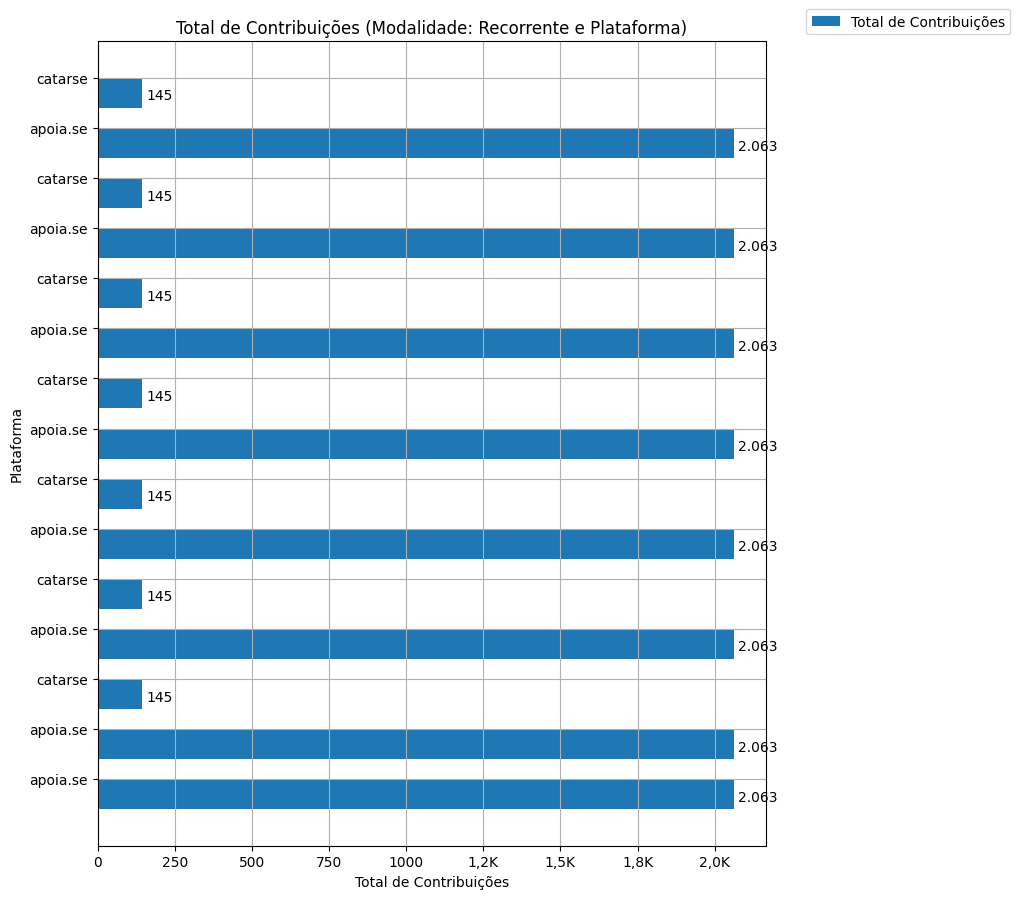 Total de Contribuições (Modalidade: Recorrente e Plataforma)
Total de Contribuições
catarse
145
apoia.se
2.063
catarse
145
apoia.se
2.063
catarse
145
apoia.se
2.063
catarse
145
apoia.se
2.063
catarse
145
apoia.se
2.063
catarse
145
apoia.se
2.063
catarse
145
apoia.se
2.063
apoia.se
2.063
Plataforma
0 250 500 750 1000 1,2K 1,5K 1,8K 2,0K
Total de Contribuições